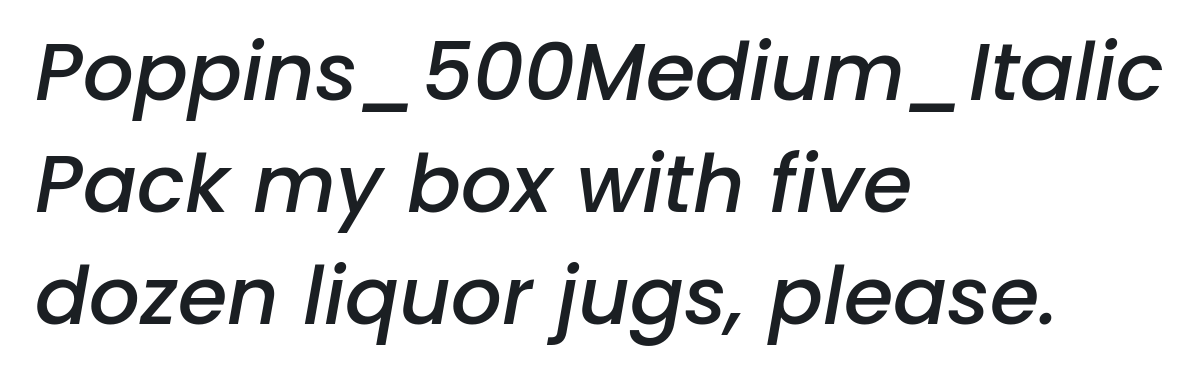 Poppins_500Medium_Italic
Pack my box with five
dozen liquor jugs, please.